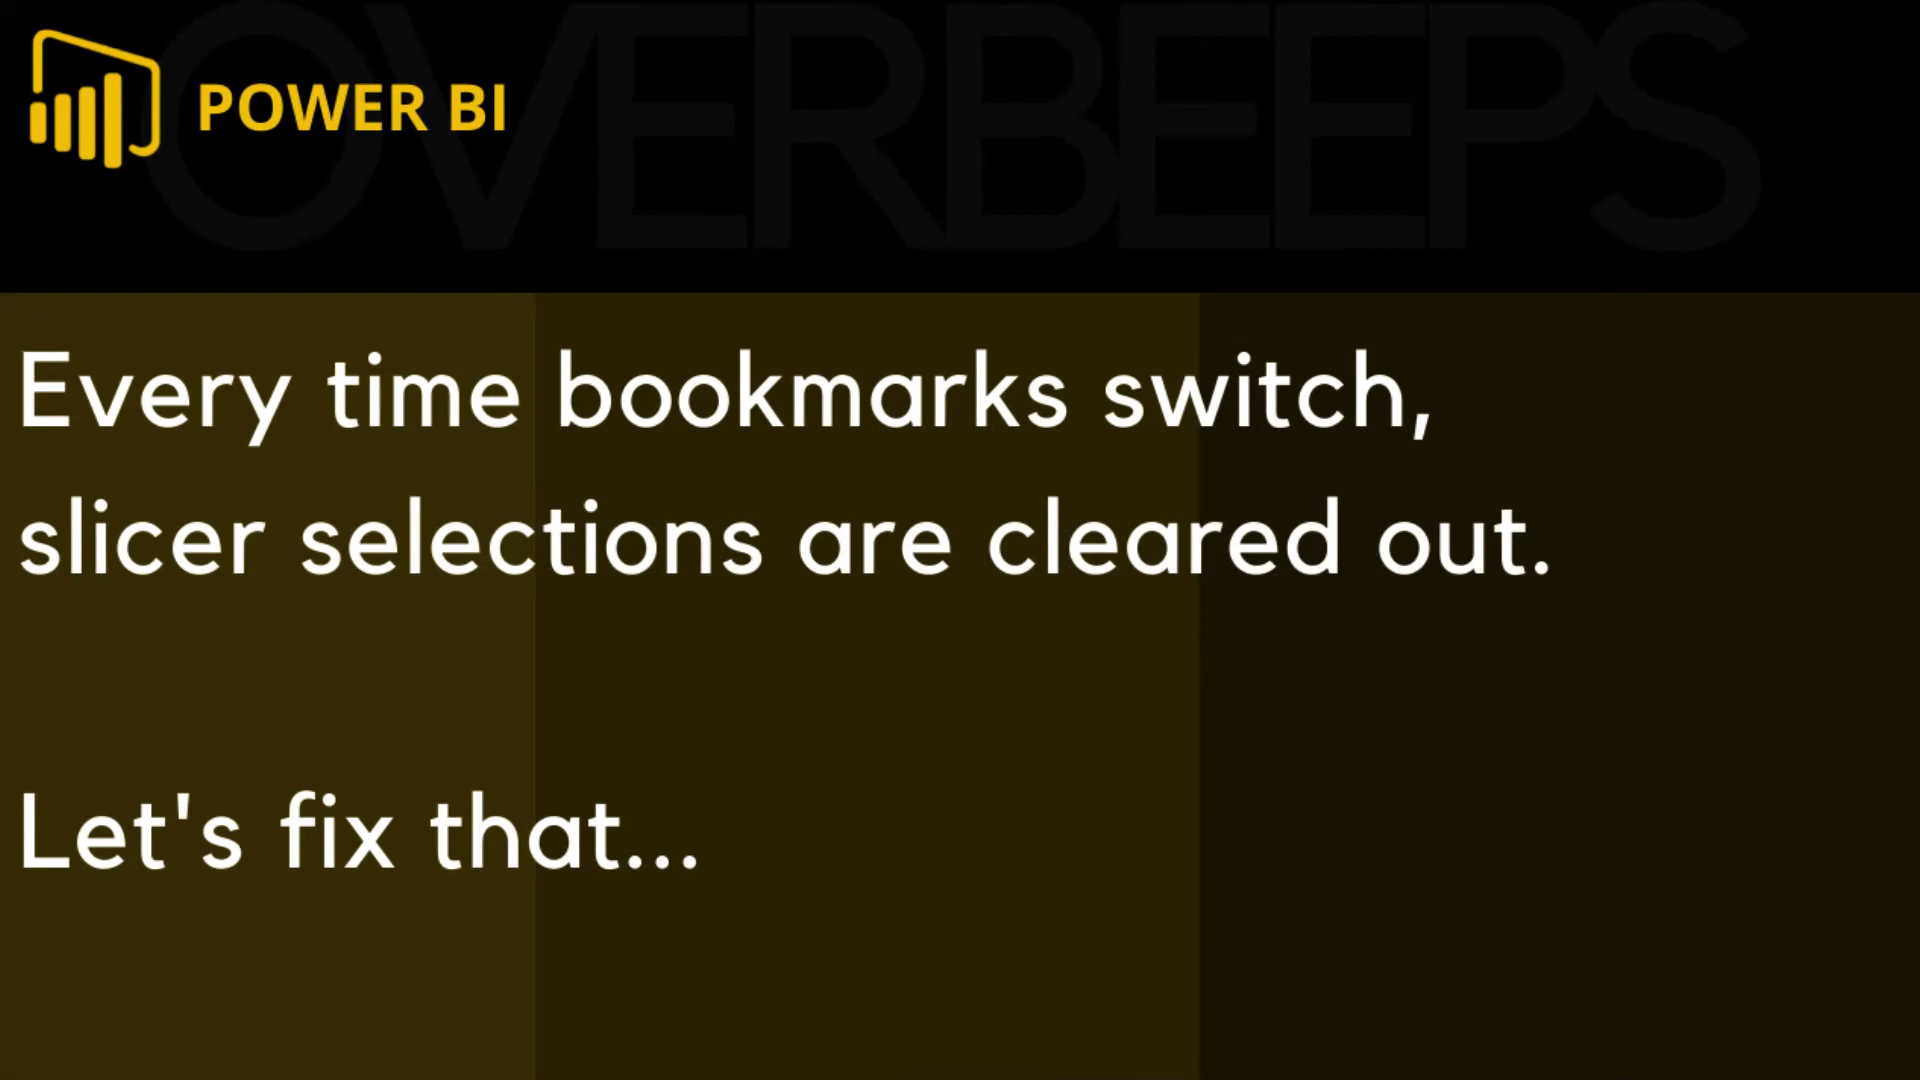 OVERBEEPS
POWER BI
Every time bookmarks switch,
slicer selections are cleared out.
Let's fix that...